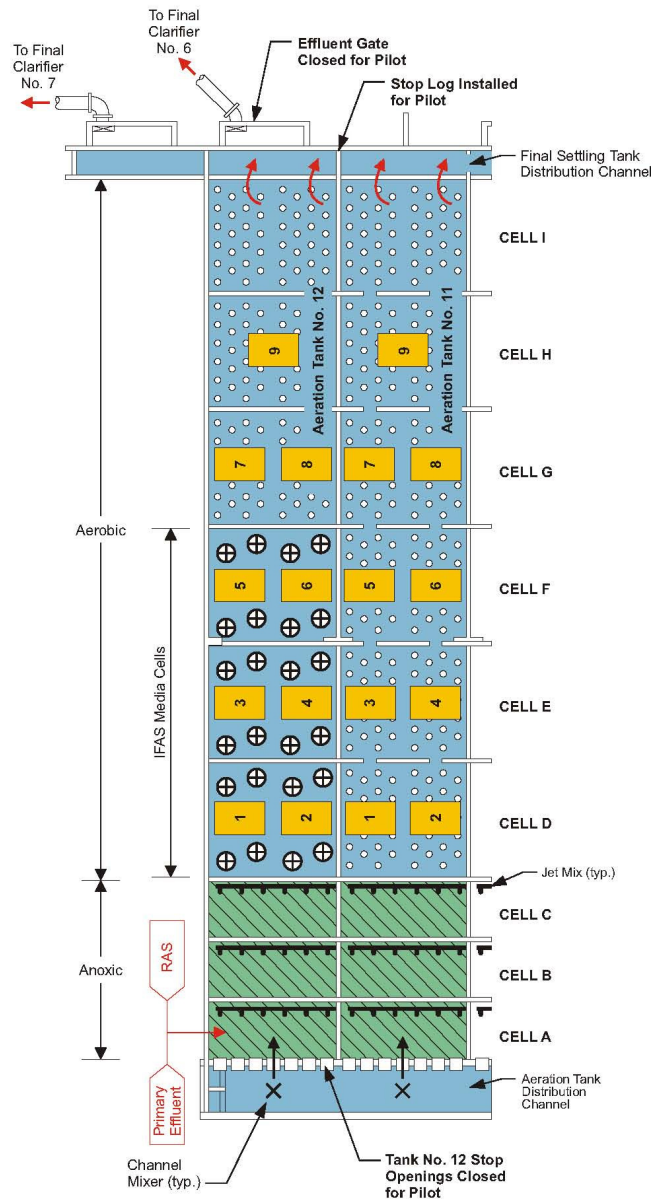 To Final
Clarifier
No. 6
Effluent Gate
Closed for Pilot
To Final
Clarifier
No. 7
Stop Log Installed
for Pilot
Final Settling Tank
Distribution Channel
CELL I
Aeration Tank No. 12
Aeration Tank No. 11
9
9
CELL H
7
8
7
8
CELL G
Aerobic
5
6
5
6
CELL F
IFAS Media Cells
3
4
3
4
CELL E
1
2
1
2
CELL D
Jet Mix (typ.)
CELL C
Anoxic
RAS
CELL B
CELL A
Primary
Effluent
Aeration Tank
Distribution
Channel
Channel
Mixer (typ.)
Tank No. 12 Stop
Openings Closed
for Pilot